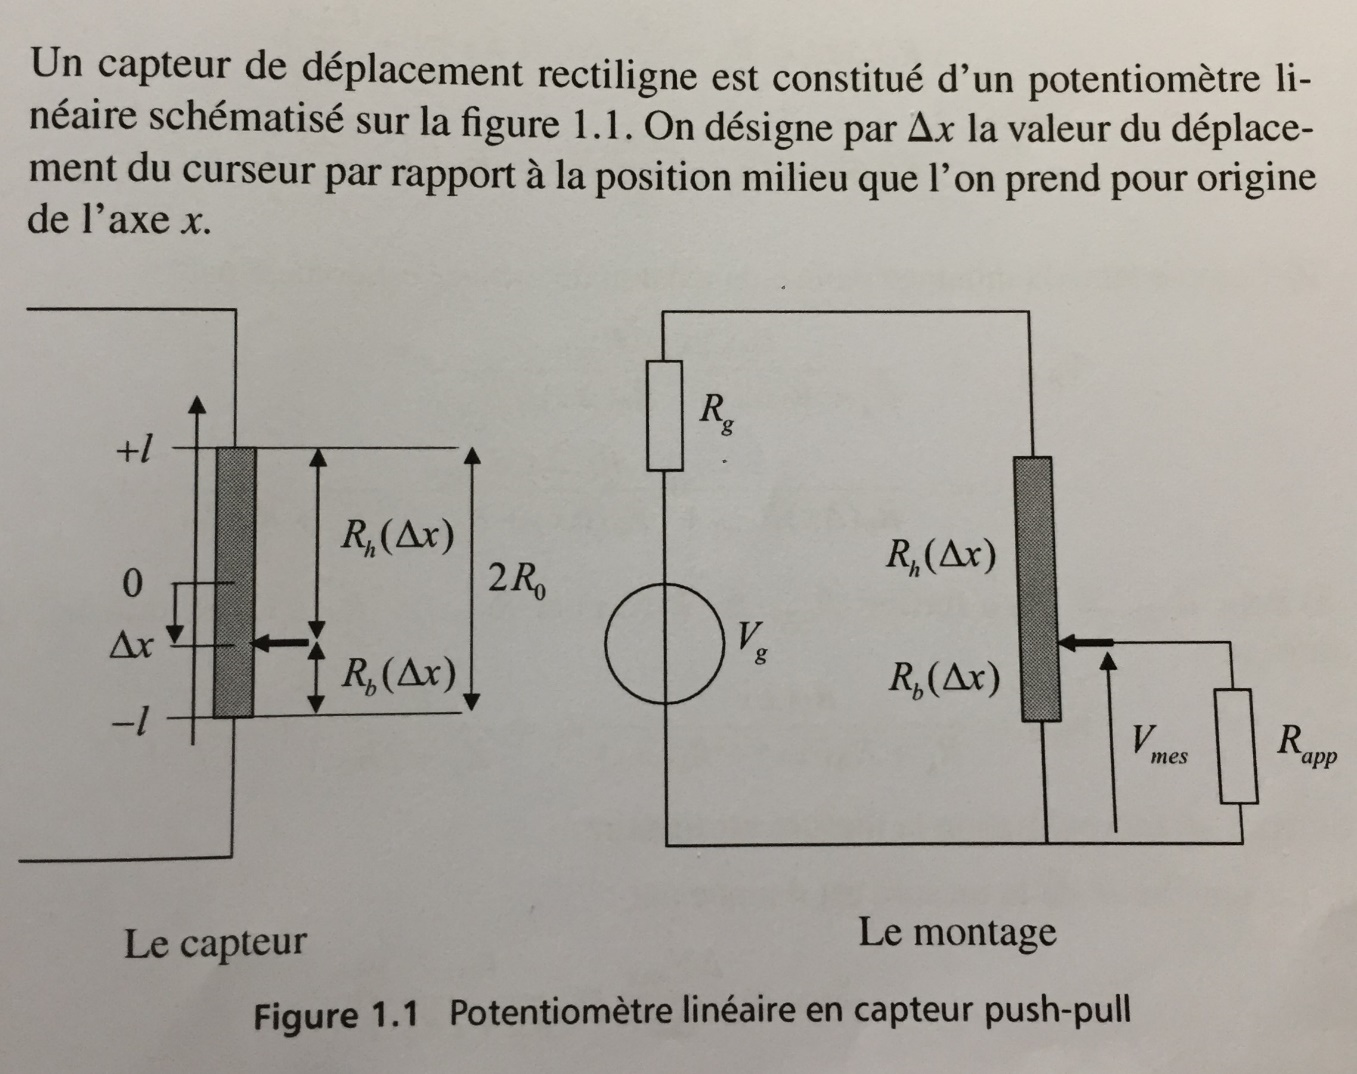 Un capteur de déplacement rectiligne est constitué d'un potentiomètre li-
néaire schématisé sur la figure 1.1. On désigne par Δx la valeur du déplace-
ment du curseur par rapport à la position milieu que l'on prend pour origine
de l'axe x.
+l
0
Δx
−l
R_h(Δx)
R_b(Δx)
2R_0
R_g
V_g
R_h(Δx)
R_b(Δx)
V_mes
R_app
Le capteur
Le montage
Figure 1.1 Potentiomètre linéaire en capteur push-pull